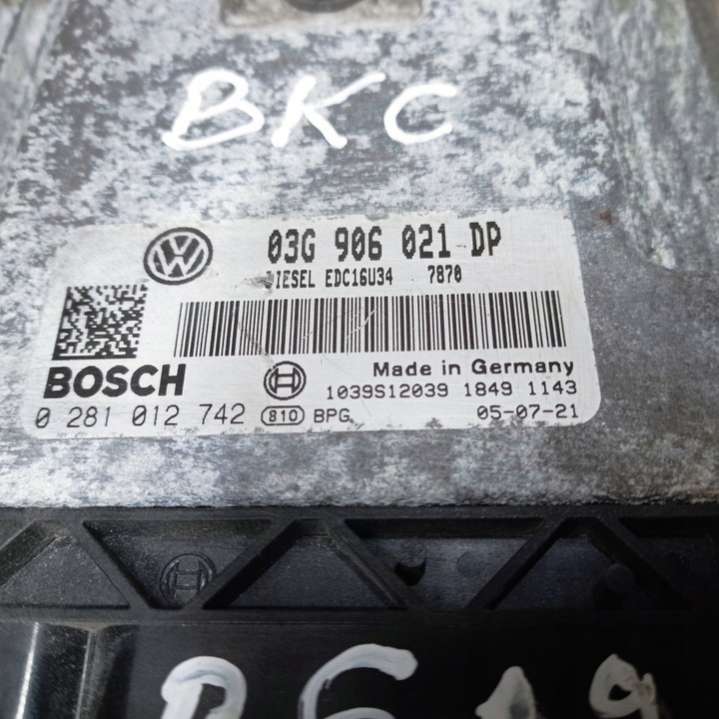 BKC
03G 906 021 DP
DIESEL EDC16U34 7870
BOSCH
Made in Germany
1039S12039 1849 1143
0 281 012 742 810 BPG 05-07-21